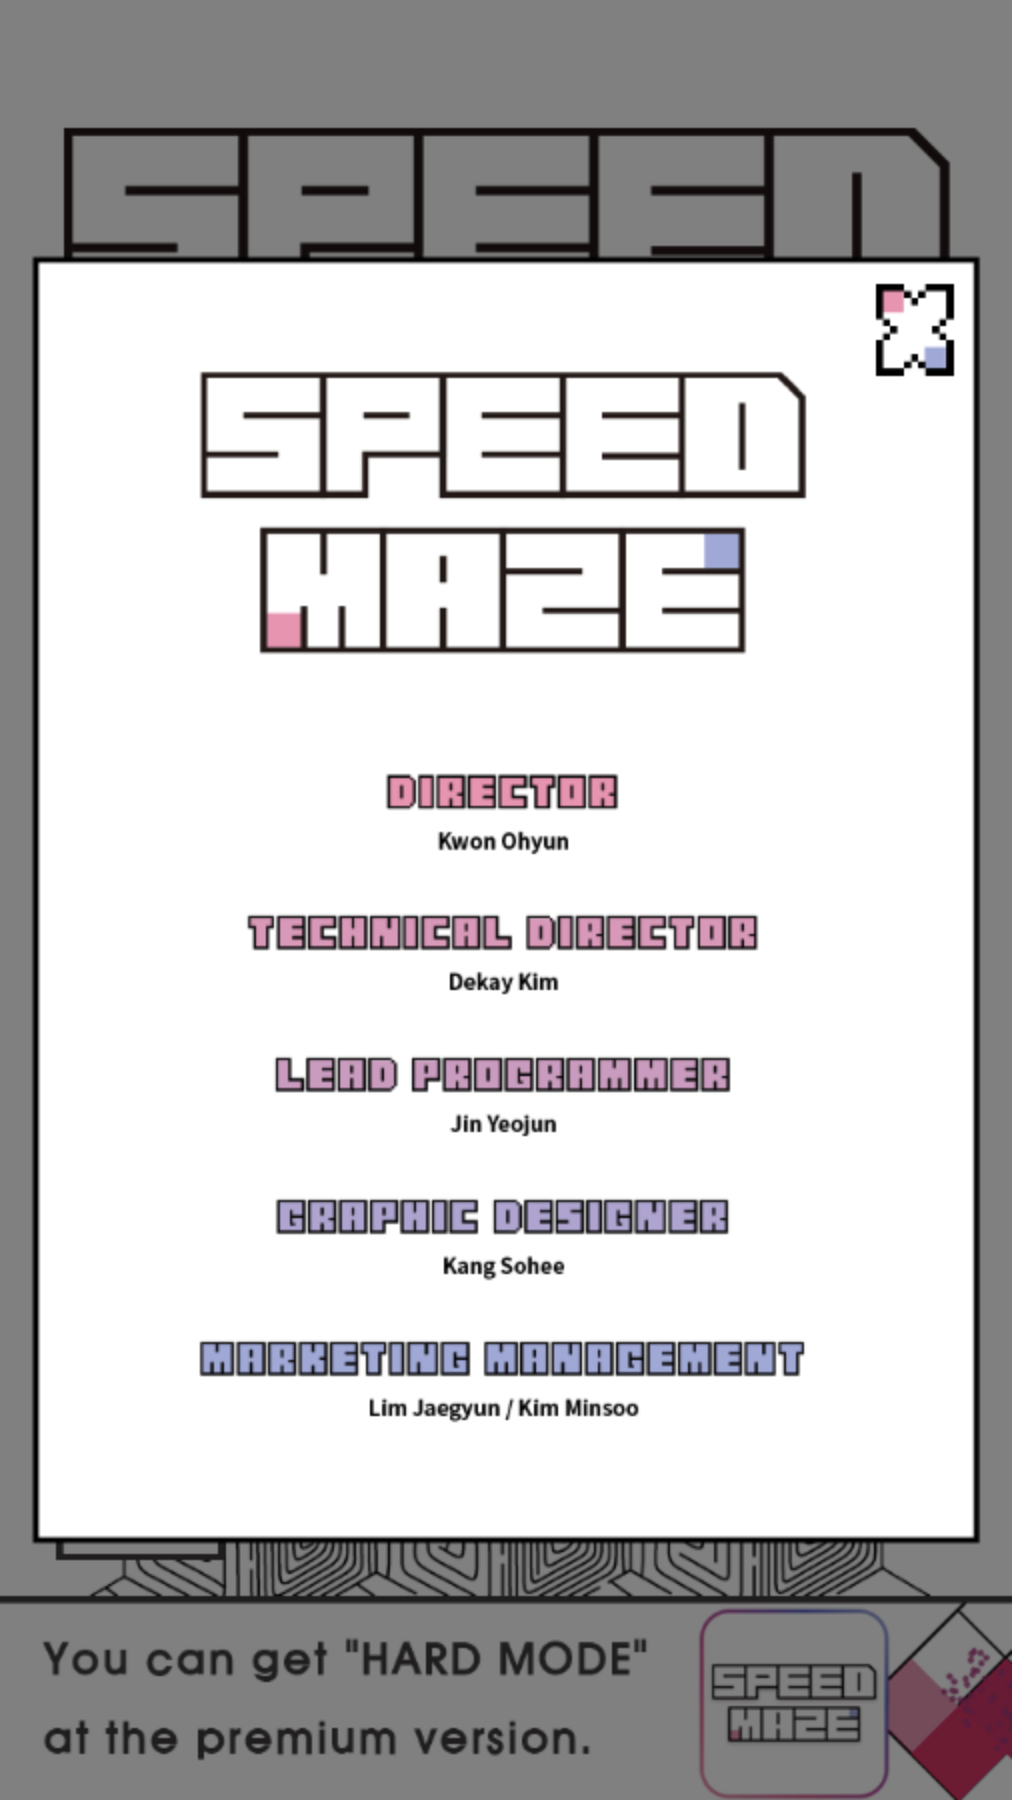 SPEED
SPEED
MAZE
DIRECTOR
Kwon Ohyun
TECHNICAL DIRECTOR
Dekay Kim
LEAD PROGRAMMER
Jin Yeojun
GRAPHIC DESIGNER
Kang Sohee
MARKETING MANAGEMENT
Lim Jaegyun / Kim Minsoo
You can get "HARD MODE"
at the premium version.
SPEED
MAZE